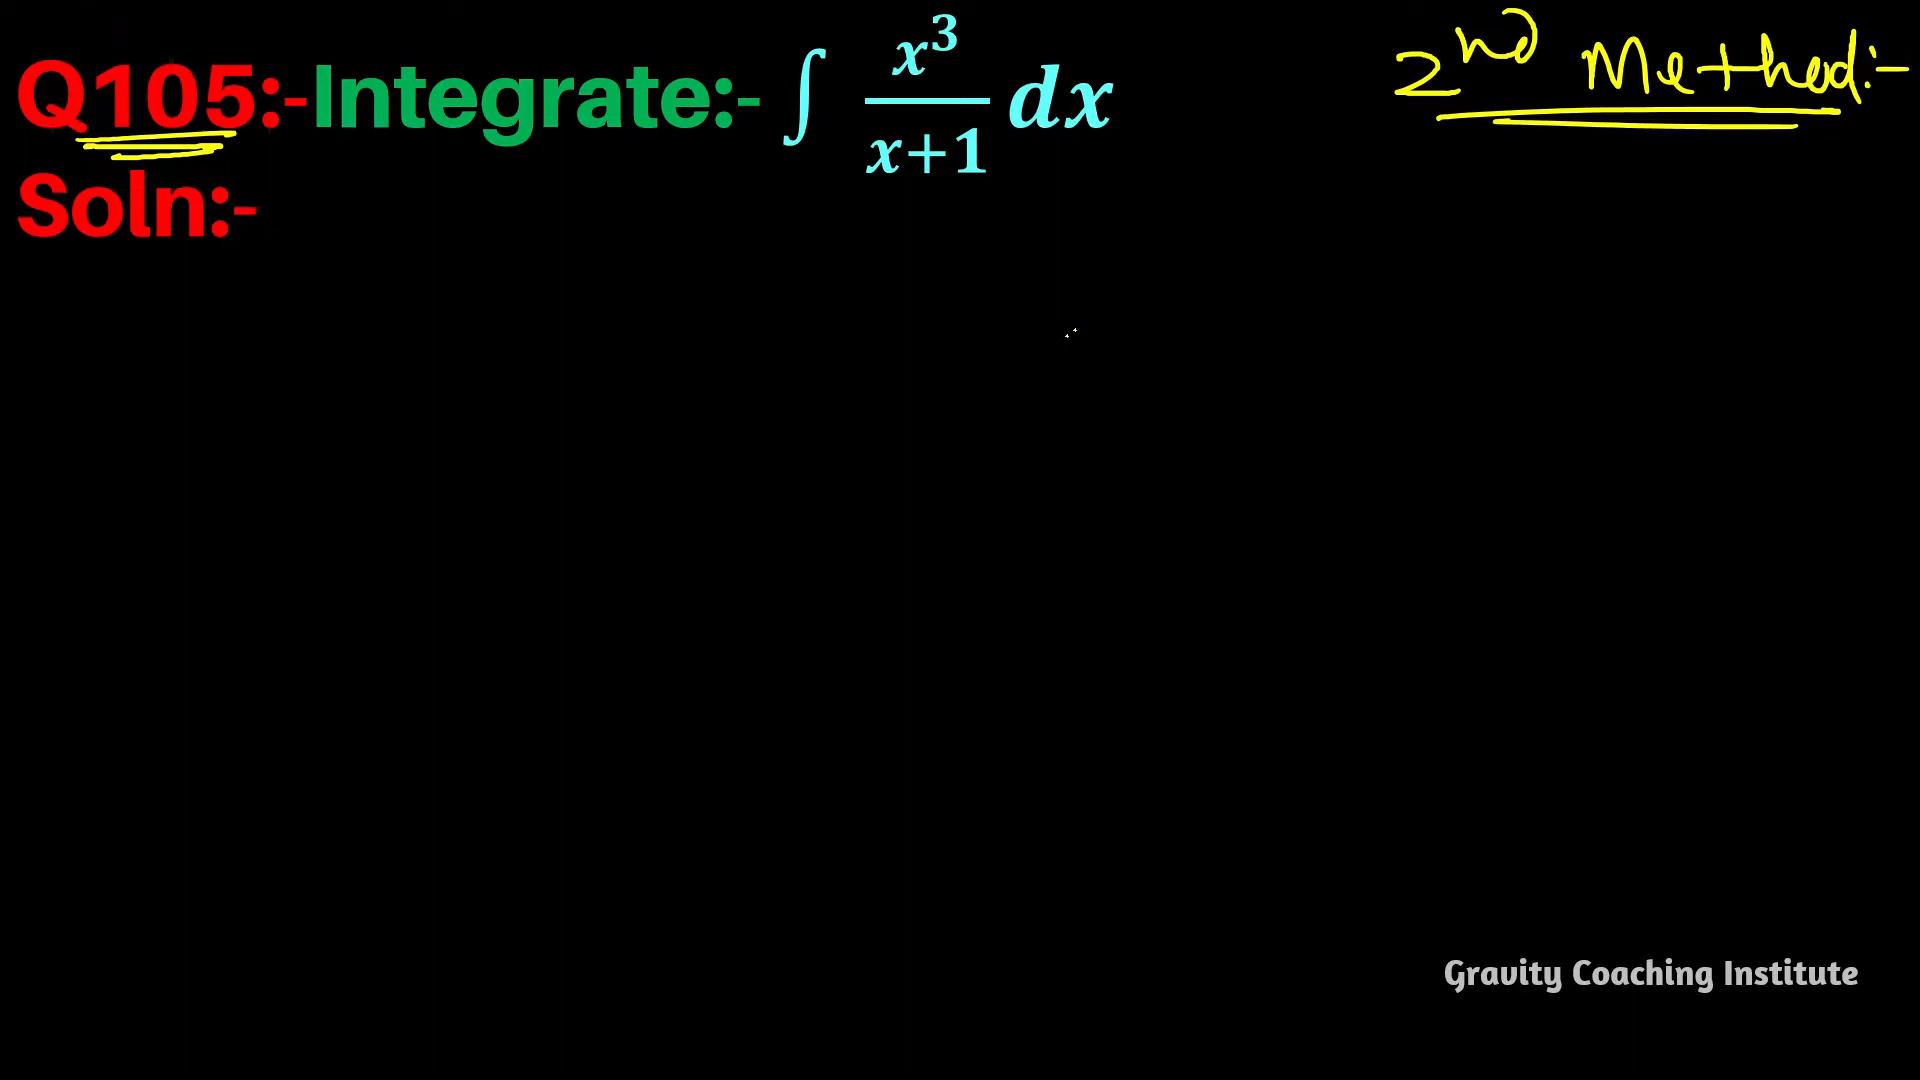 Q105:-Integrate:- ∫ x³/x+1 dx
2nd Method:-
Soln:-
Gravity Coaching Institute